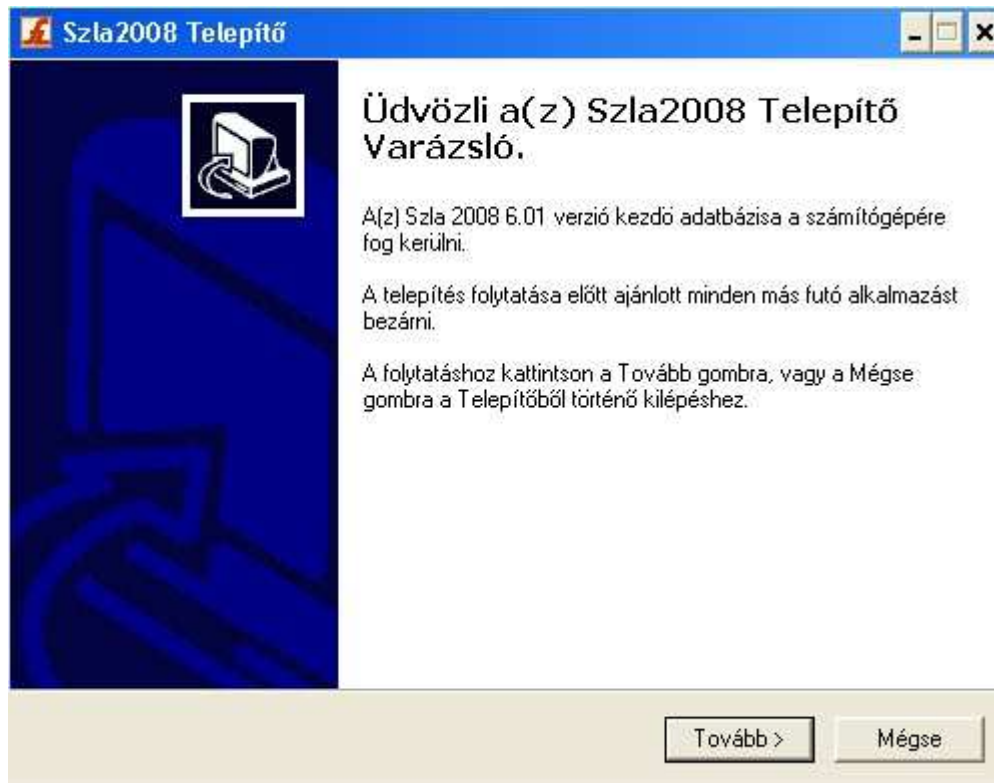 Szla2008 Telepítő
Üdvözli a(z) Szla2008 Telepítő
Varázsló.
A(z) Szla 2008 6.01 verzió kezdö adatbázisa a számítógépére
fog kerülni.
A telepítés folytatása előtt ajánlott minden más futó alkalmazást
bezárni.
A folytatáshoz kattintson a Tovább gombra, vagy a Mégse
gombra a Telepítőből történő kilépéshez.
Tovább >
Mégse